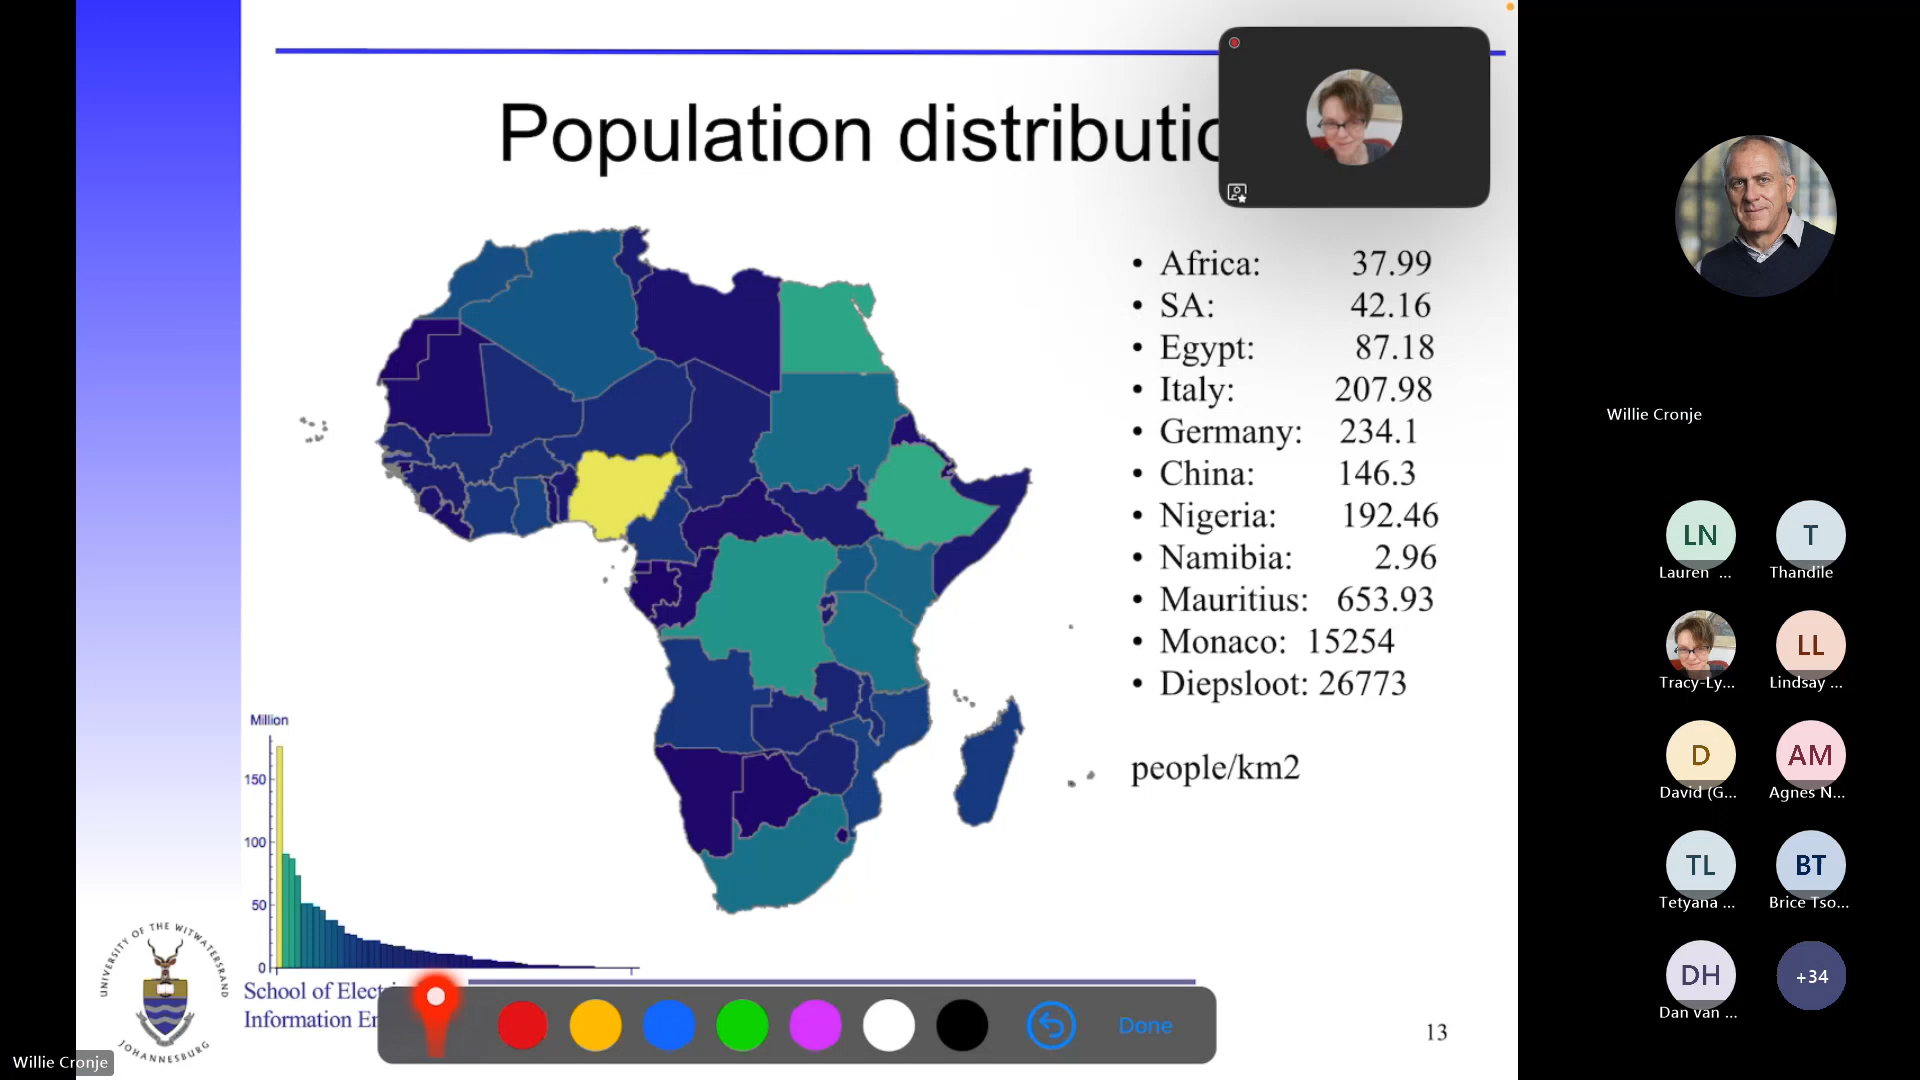 Population distributio
• Africa: 37.99
• SA: 42.16
• Egypt: 87.18
• Italy: 207.98
• Germany: 234.1
• China: 146.3
• Nigeria: 192.46
• Namibia: 2.96
• Mauritius: 653.93
• Monaco: 15254
• Diepsloot: 26773
people/km2
Million
150
100
50
0
UNIVERSITY OF THE WITWATERSRAND
JOHANNESBURG
School of Elect
Information En
Done
13
Willie Cronje
Willie Cronje
LN
Lauren ...
T
Thandile
Tracy-Ly...
LL
Lindsay ...
D
David (G...
AM
Agnes N...
TL
Tetyana ...
BT
Brice Tso...
DH
Dan van ...
+34